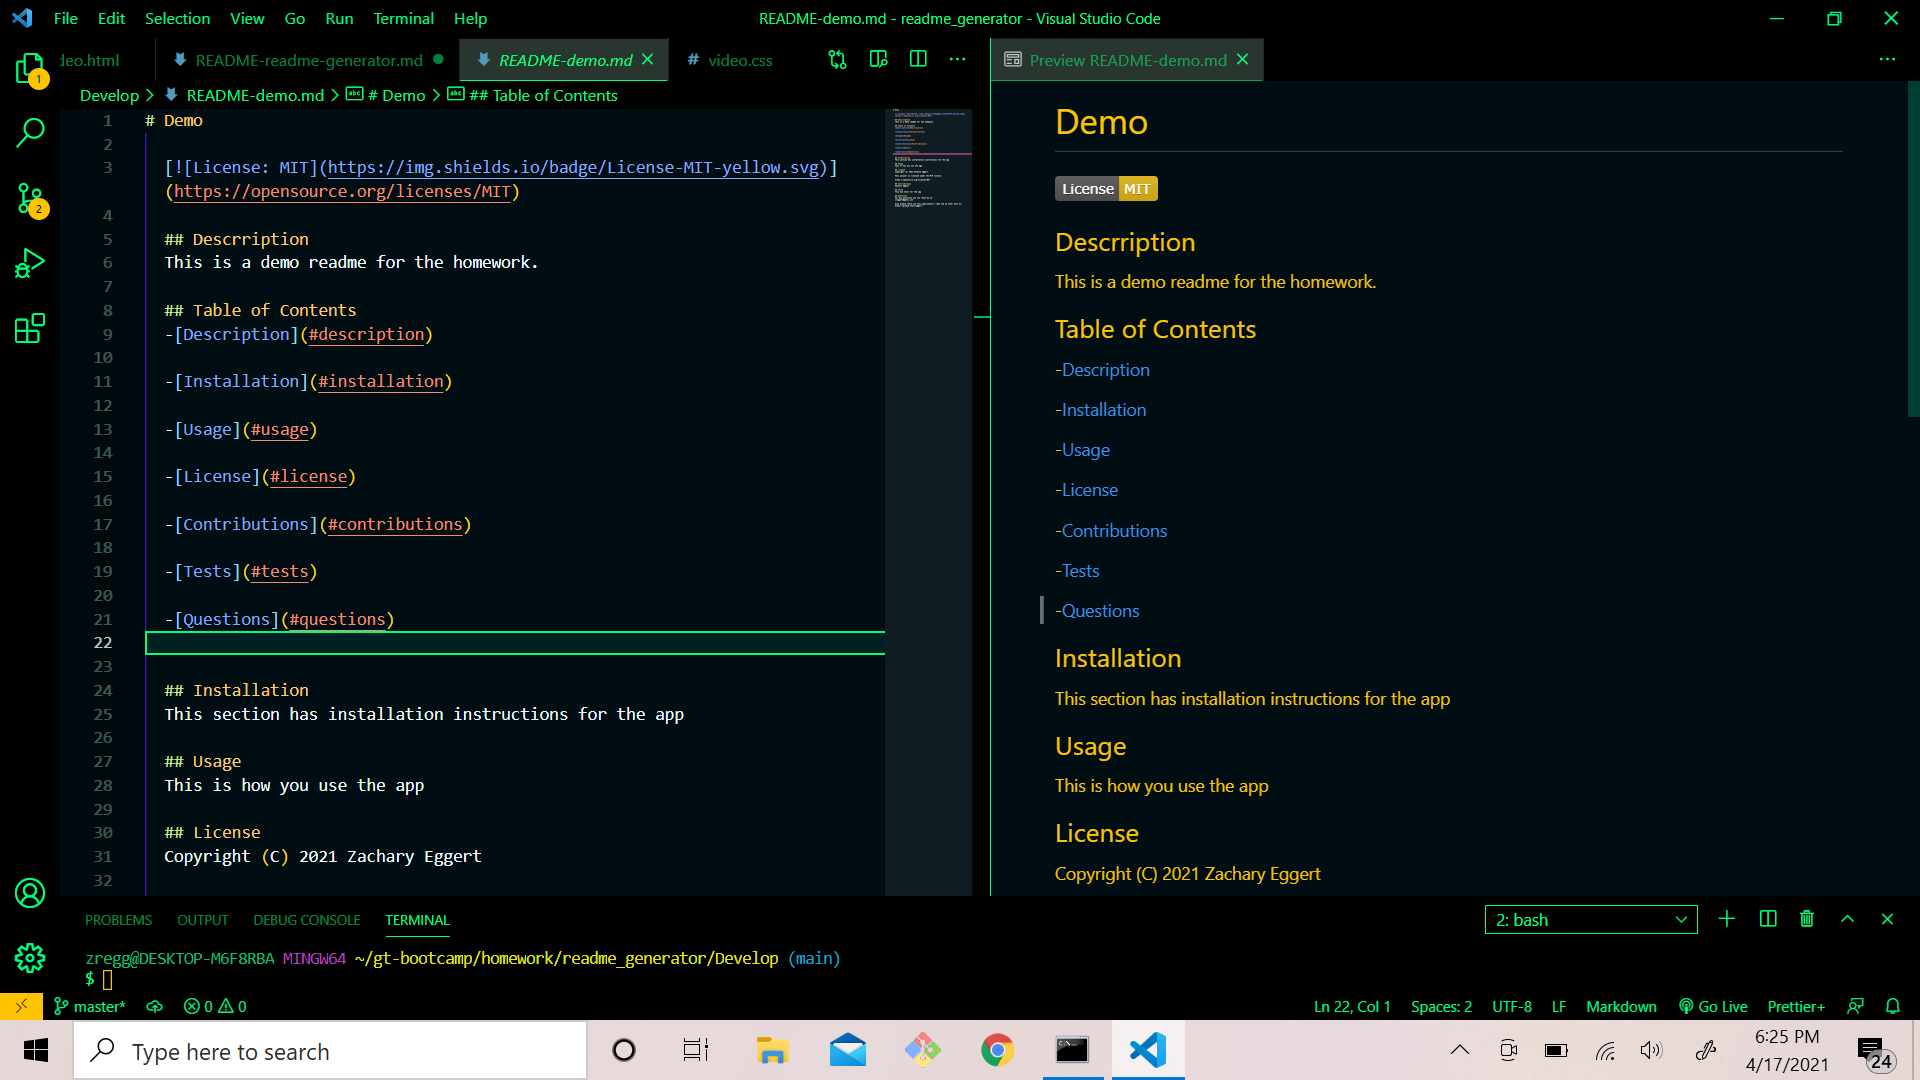 File Edit Selection View Go Run Terminal Help
README-demo.md - readme_generator - Visual Studio Code
deo.html
README-readme-generator.md
README-demo.md
# video.css
Preview README-demo.md
Develop > README-demo.md > # Demo > ## Table of Contents
1 # Demo
2
3 [![License: MIT](https://img.shields.io/badge/License-MIT-yellow.svg)]
(https://opensource.org/licenses/MIT)
4
5 ## Descrription
6 This is a demo readme for the homework.
7
8 ## Table of Contents
9 -[Description](#description)
10
11 -[Installation](#installation)
12
13 -[Usage](#usage)
14
15 -[License](#license)
16
17 -[Contributions](#contributions)
18
19 -[Tests](#tests)
20
21 -[Questions](#questions)
22
23
24 ## Installation
25 This section has installation instructions for the app
26
27 ## Usage
28 This is how you use the app
29
30 ## License
31 Copyright (C) 2021 Zachary Eggert
32
Demo
License MIT
Descrription
This is a demo readme for the homework.
Table of Contents
-Description
-Installation
-Usage
-License
-Contributions
-Tests
-Questions
Installation
This section has installation instructions for the app
Usage
This is how you use the app
License
Copyright (C) 2021 Zachary Eggert
1
2
PROBLEMS OUTPUT DEBUG CONSOLE TERMINAL
2: bash
zregg@DESKTOP-M6F8RBA MINGW64 ~/gt-bootcamp/homework/readme_generator/Develop (main)
$
master* 0 0
Ln 22, Col 1 Spaces: 2 UTF-8 LF Markdown Go Live Prettier+
Type here to search
6:25 PM
4/17/2021
24